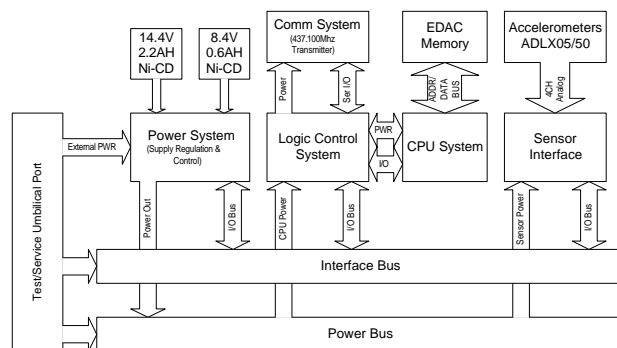 14.4V
2.2AH
Ni-CD
8.4V
0.6AH
Ni-CD
Comm System
(437.100Mhz
Transmitter)
EDAC
Memory
Accelerometers
ADLX05/50
Power
Ser I/O
ADDR/
DATA
BUS
4CH
Analog
Test/Service Umbilical Port
External PWR
Power System
(Supply Regulation &
Control)
Logic Control
System
PWR
I/O
CPU System
Sensor
Interface
Power Out
I/O Bus
CPU Power
I/O Bus
Sensor Power
I/O Bus
Interface Bus
Power Bus